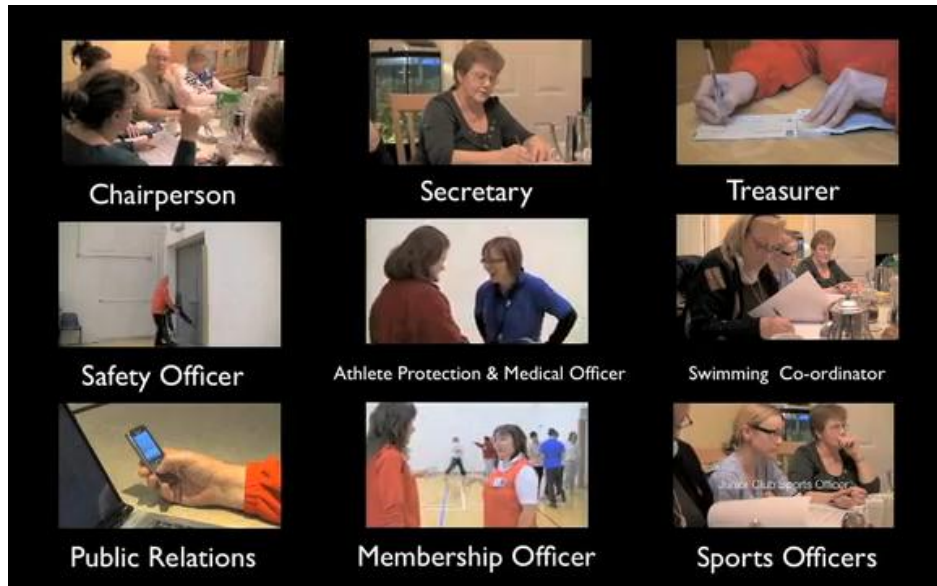 Chairperson
Secretary
Treasurer
Safety Officer
Athlete Protection & Medical Officer
Swimming Co-ordinator
Public Relations
Membership Officer
Junior Club Sports Officer
Sports Officers